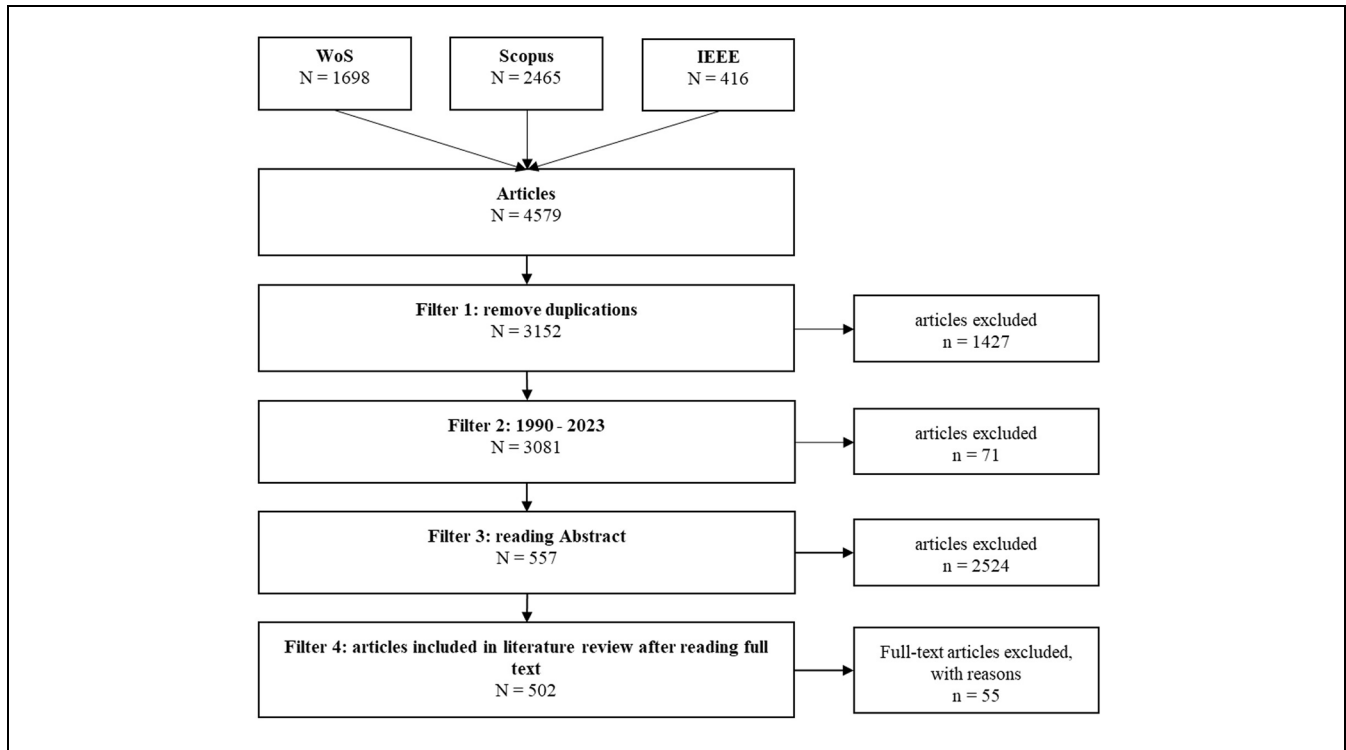 WoS
N = 1698
Scopus
N = 2465
IEEE
N = 416
Articles
N = 4579
Filter 1: remove duplications
N = 3152
articles excluded
n = 1427
Filter 2: 1990 - 2023
N = 3081
articles excluded
n = 71
Filter 3: reading Abstract
N = 557
articles excluded
n = 2524
Filter 4: articles included in literature review after reading full
text
N = 502
Full-text articles excluded,
with reasons
n = 55